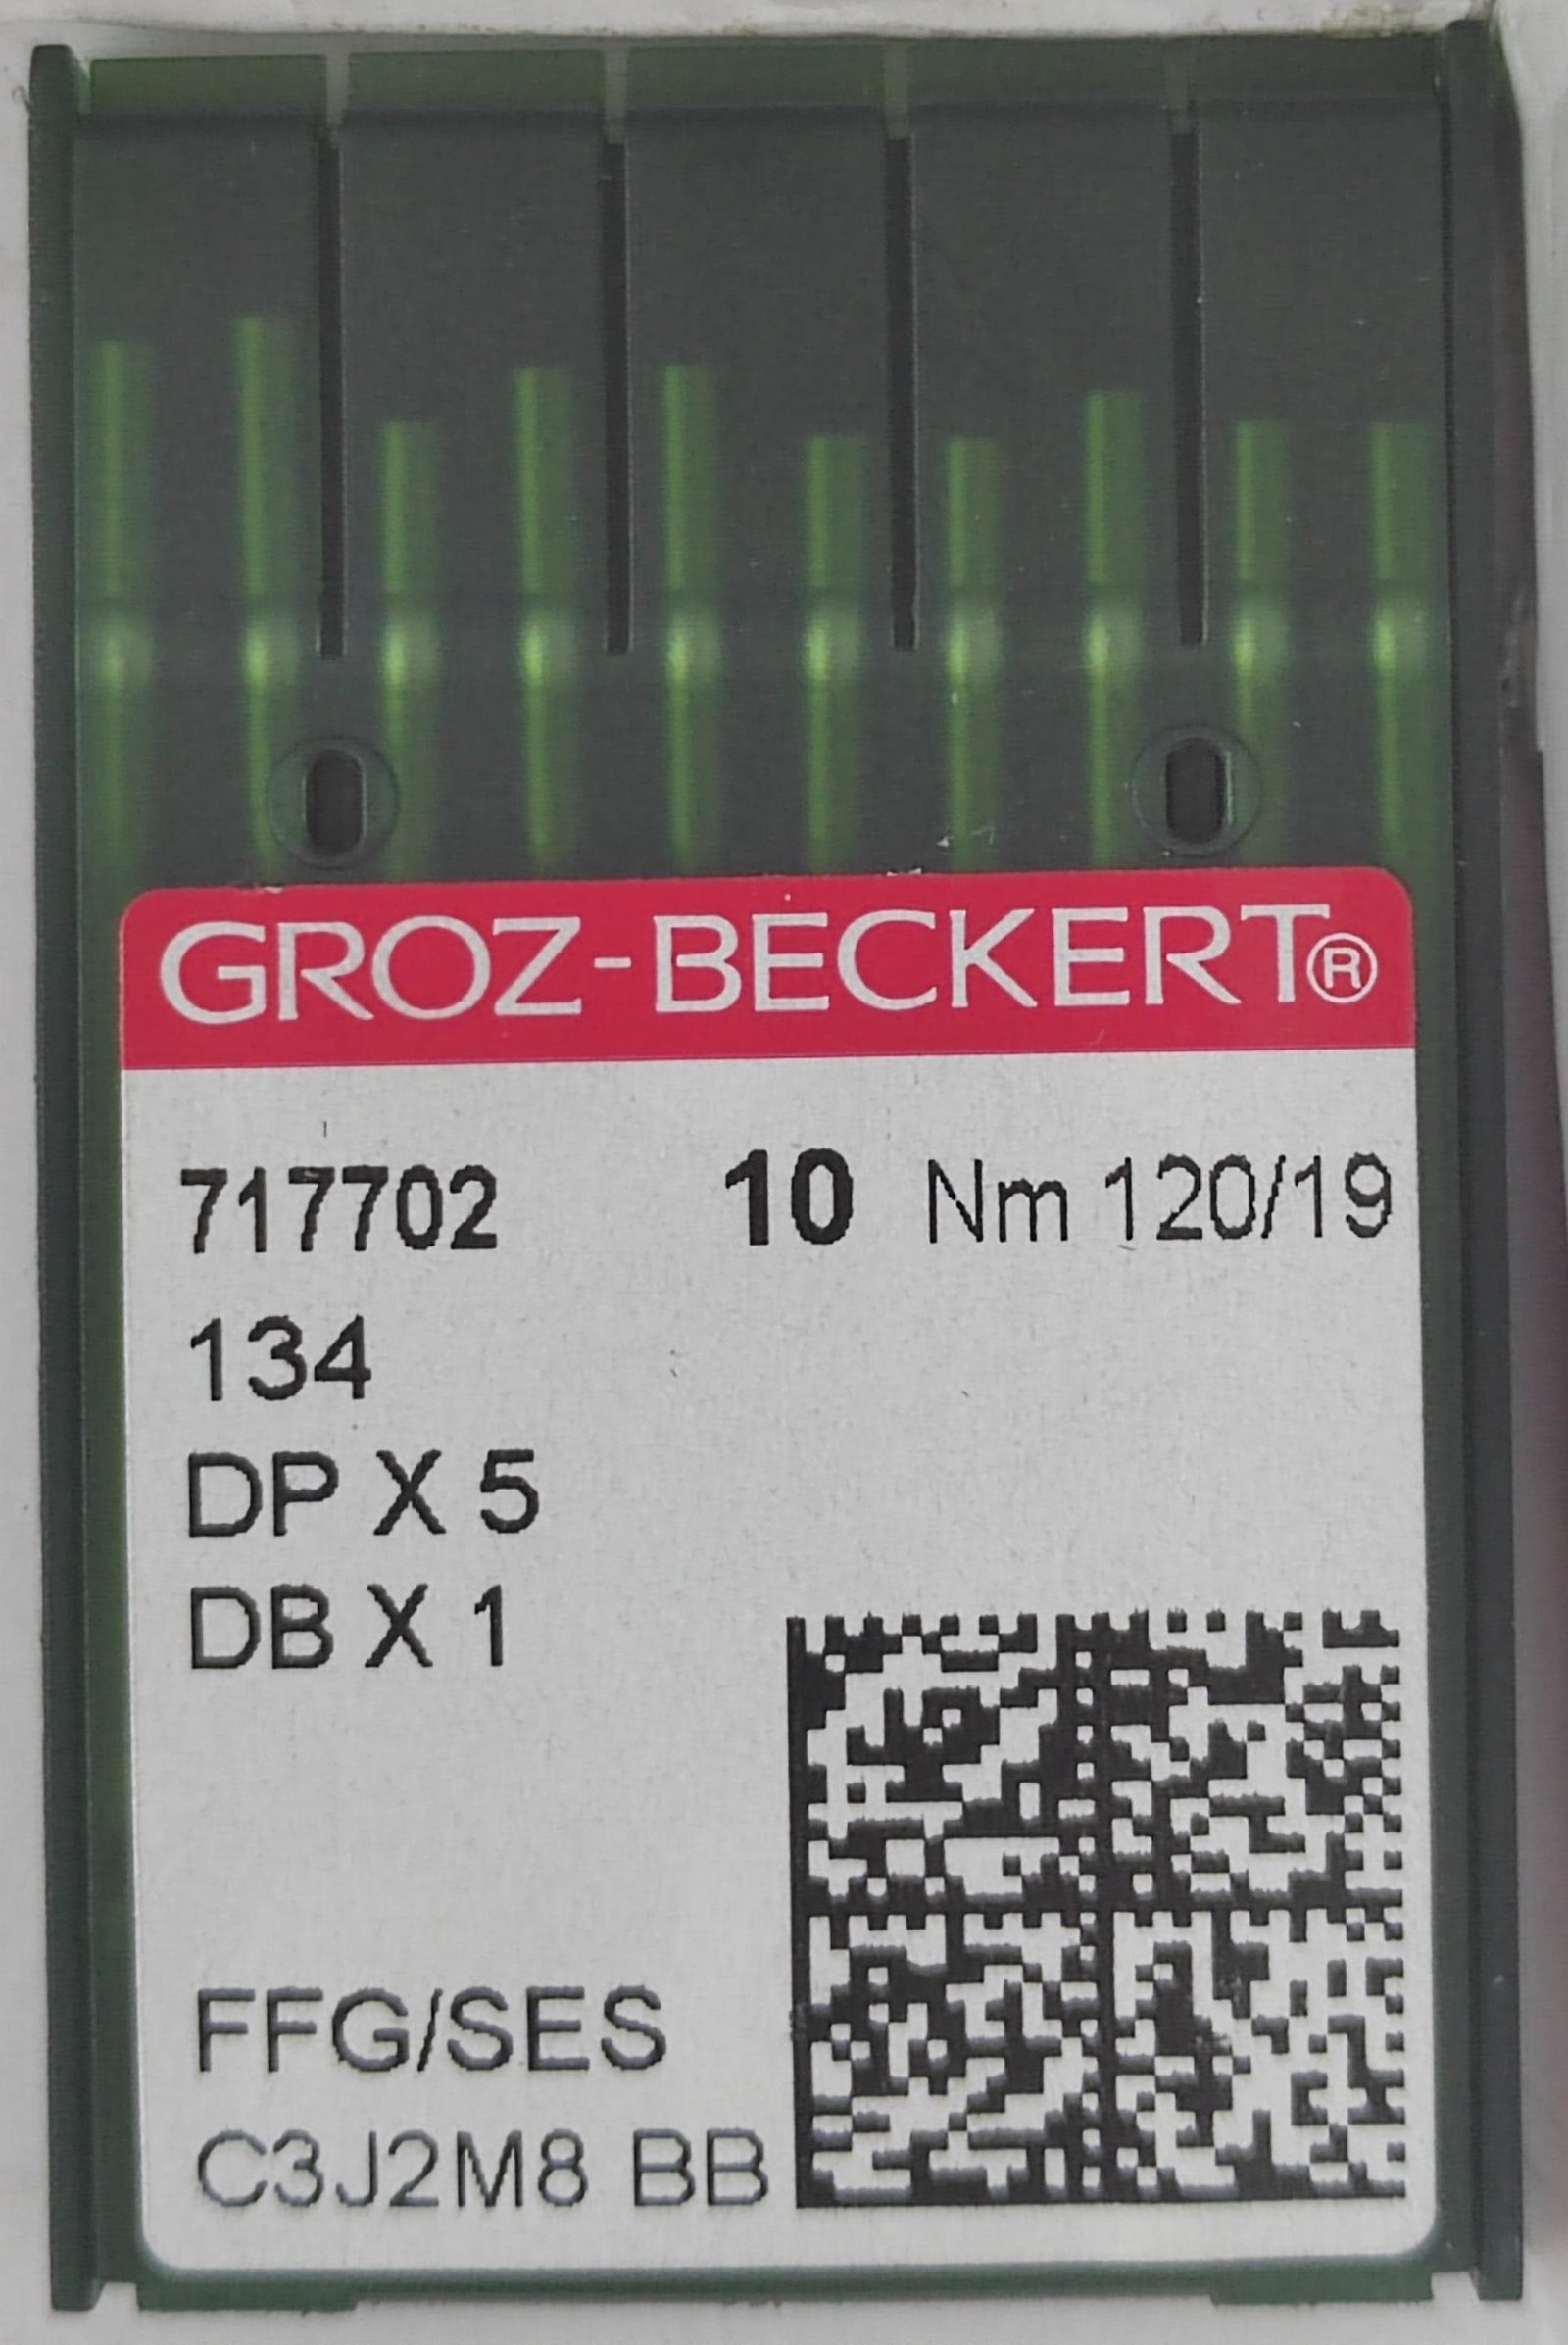 GROZ-BECKERT®
717702 10 Nm 120/19
134
DP X 5
DB X 1
FFG/SES
C3J2M8 BB